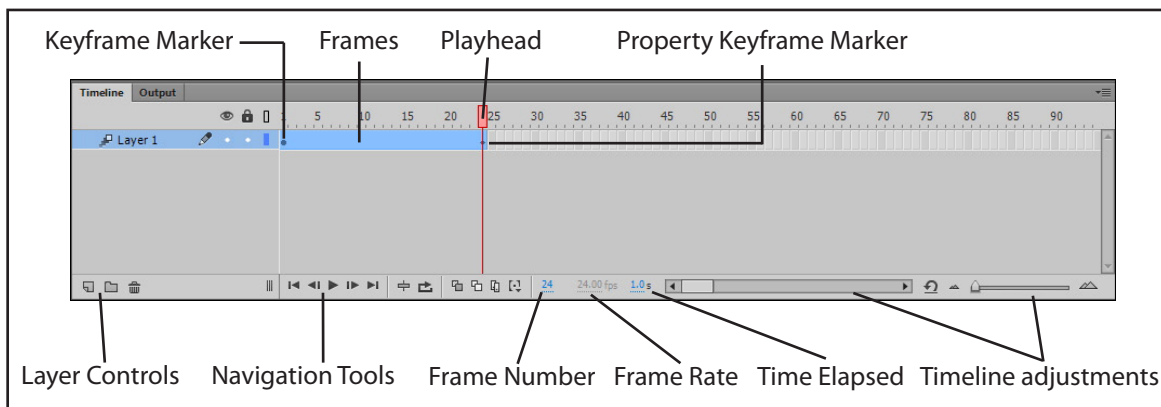 Keyframe Marker Frames Playhead Property Keyframe Marker
Timeline Output
5 10 15 20 25 30 35 40 45 50 55 60 65 70 75 80 85 90
Layer 1
24 24.00 fps 1.0 s
Layer Controls Navigation Tools Frame Number Frame Rate Time Elapsed Timeline adjustments